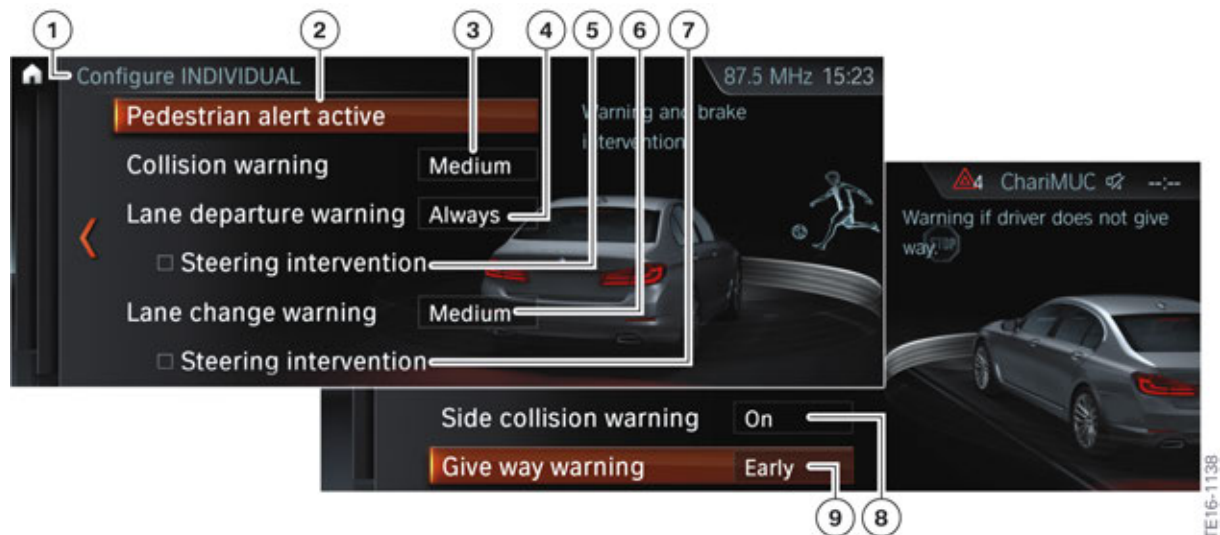 1 2 3 4 5 6 7
Configure INDIVIDUAL 87.5 MHz 15:23
Pedestrian alert active
Warning and brake
intervention
Collision warning Medium
Lane departure warning Always
Steering intervention
Lane change warning Medium
Steering intervention
4 ChariMUC --:--
Warning if driver does not give
way.
STOP
Side collision warning On
Give way warning Early
9 8
TE16-1138